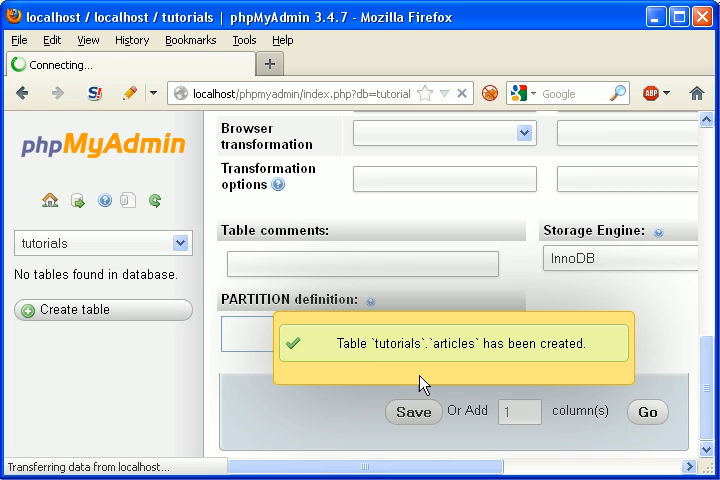 localhost / localhost / tutorials | phpMyAdmin 3.4.7 - Mozilla Firefox
File Edit View History Bookmarks Tools Help
Connecting...
S! localhost/phpmyadmin/index.php?db=tutorial Google ABP
phpMyAdmin
tutorials
No tables found in database.
Create table
Browser
transformation
Transformation
options
Table comments:
Storage Engine:
InnoDB
PARTITION definition:
Table `tutorials`.`articles` has been created.
Save Or Add 1 column(s) Go
Transferring data from localhost...